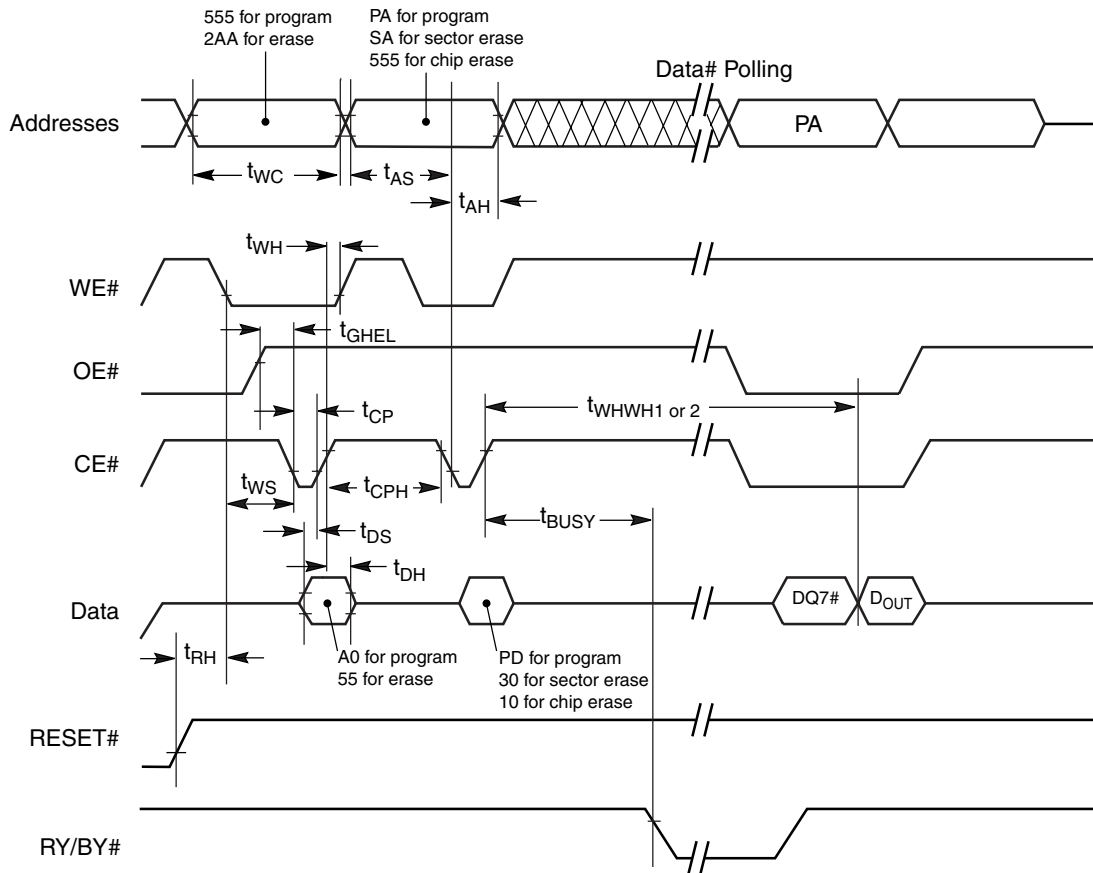 555 for program
2AA for erase
PA for program
SA for sector erase
555 for chip erase
Data# Polling
Addresses
PA
tWC
tAS
tAH
tWH
WE#
tGHEL
OE#
tWHWH1 or 2
tCP
CE#
tWS
tCPH
tBUSY
tDS
tDH
Data
DQ7#
DOUT
tRH
A0 for program
55 for erase
PD for program
30 for sector erase
10 for chip erase
RESET#
RY/BY#